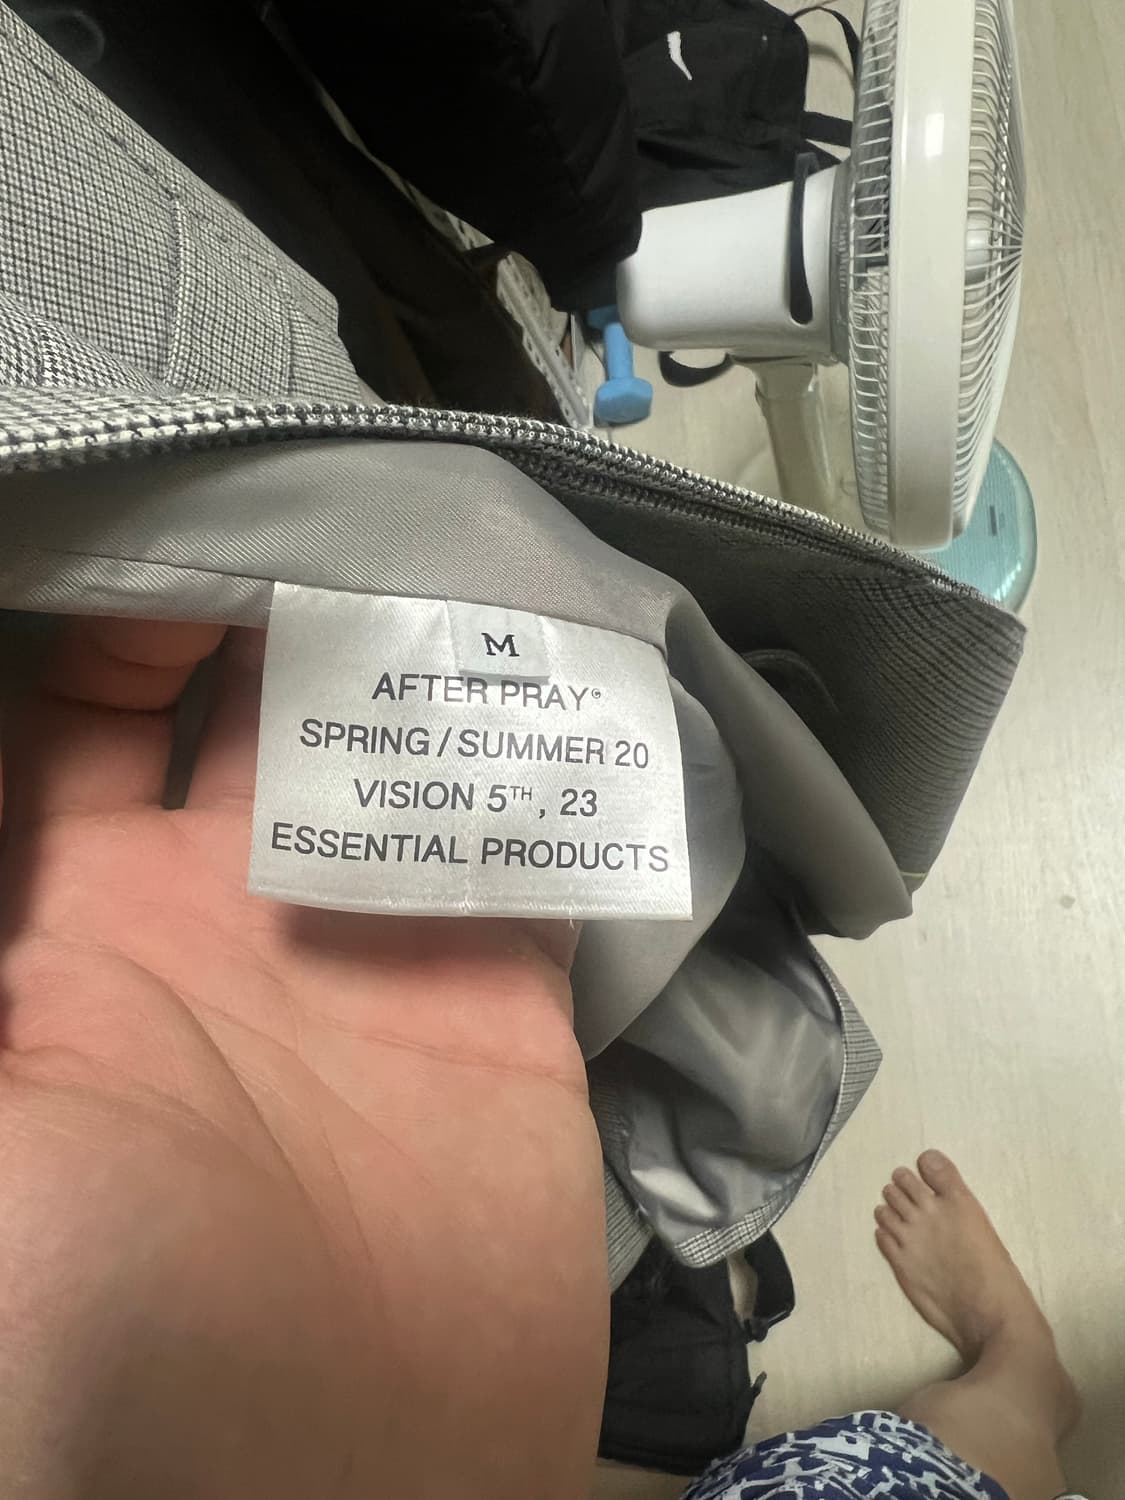 M
AFTER PRAY®
SPRING / SUMMER 20
VISION 5TH, 23
ESSENTIAL PRODUCTS